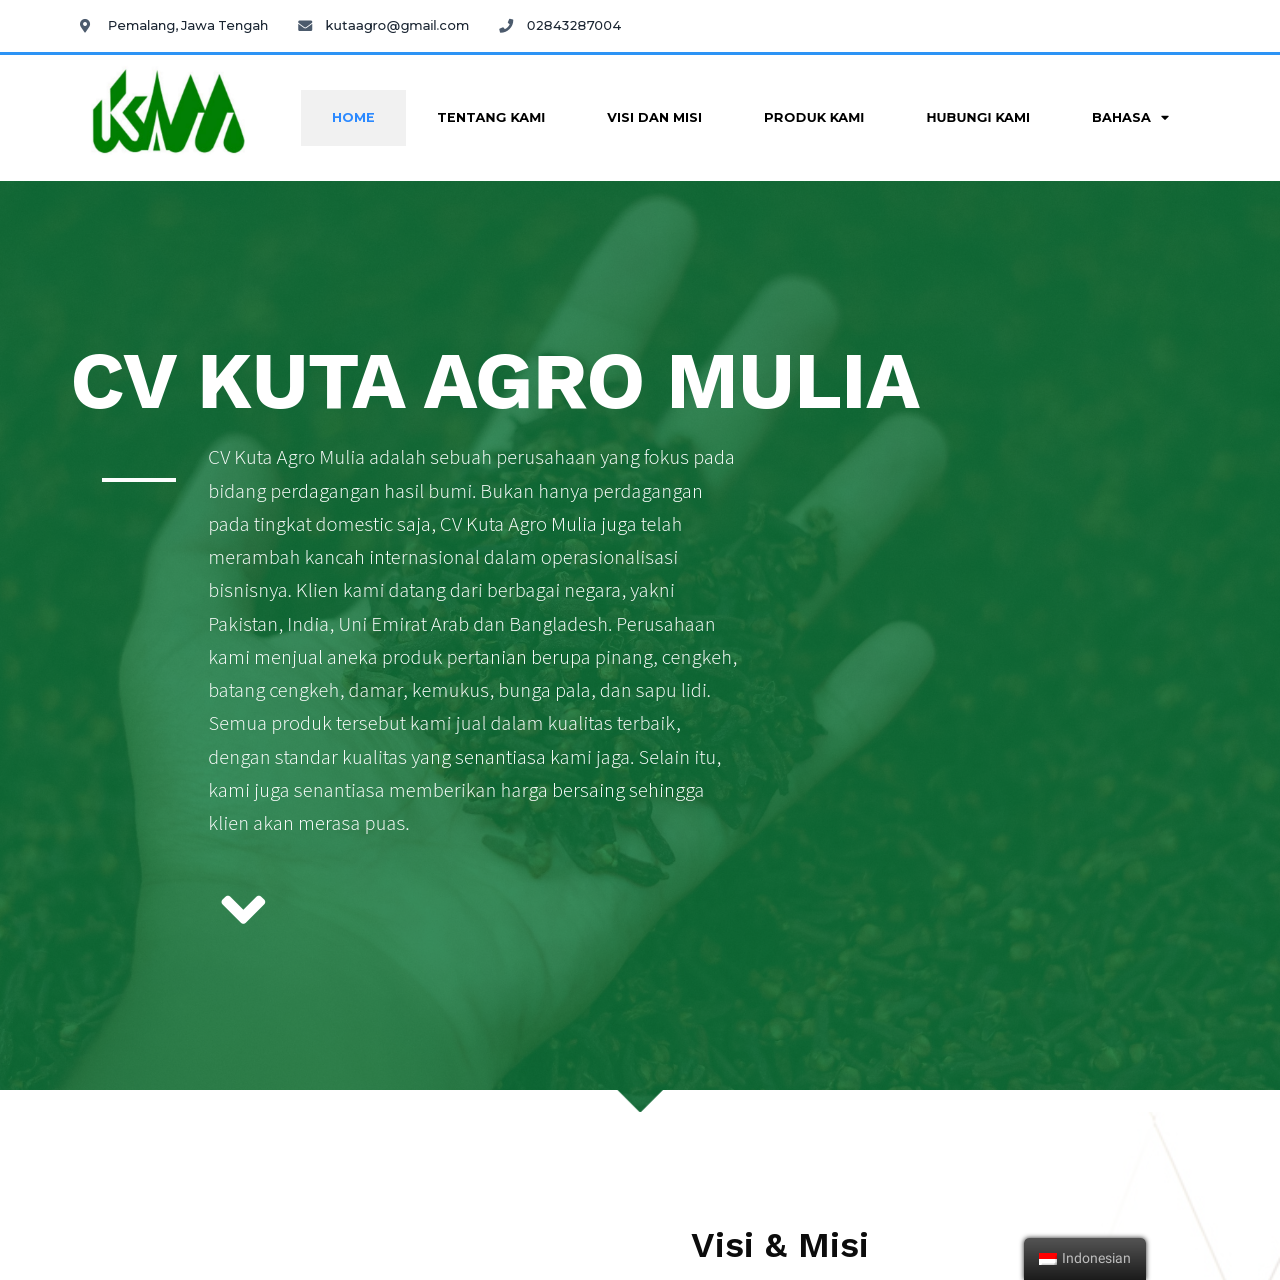 Pemalang, Jawa Tengah
kutaagro@gmail.com
02843287004
KAM
HOME
TENTANG KAMI
VISI DAN MISI
PRODUK KAMI
HUBUNGI KAMI
BAHASA
CV KUTA AGRO MULIA
CV Kuta Agro Mulia adalah sebuah perusahaan yang fokus pada
bidang perdagangan hasil bumi. Bukan hanya perdagangan
pada tingkat domestic saja, CV Kuta Agro Mulia juga telah
merambah kancah internasional dalam operasionalisasi
bisnisnya. Klien kami datang dari berbagai negara, yakni
Pakistan, India, Uni Emirat Arab dan Bangladesh. Perusahaan
kami menjual aneka produk pertanian berupa pinang, cengkeh,
batang cengkeh, damar, kemukus, bunga pala, dan sapu lidi.
Semua produk tersebut kami jual dalam kualitas terbaik,
dengan standar kualitas yang senantiasa kami jaga. Selain itu,
kami juga senantiasa memberikan harga bersaing sehingga
klien akan merasa puas.
Visi & Misi
Indonesian